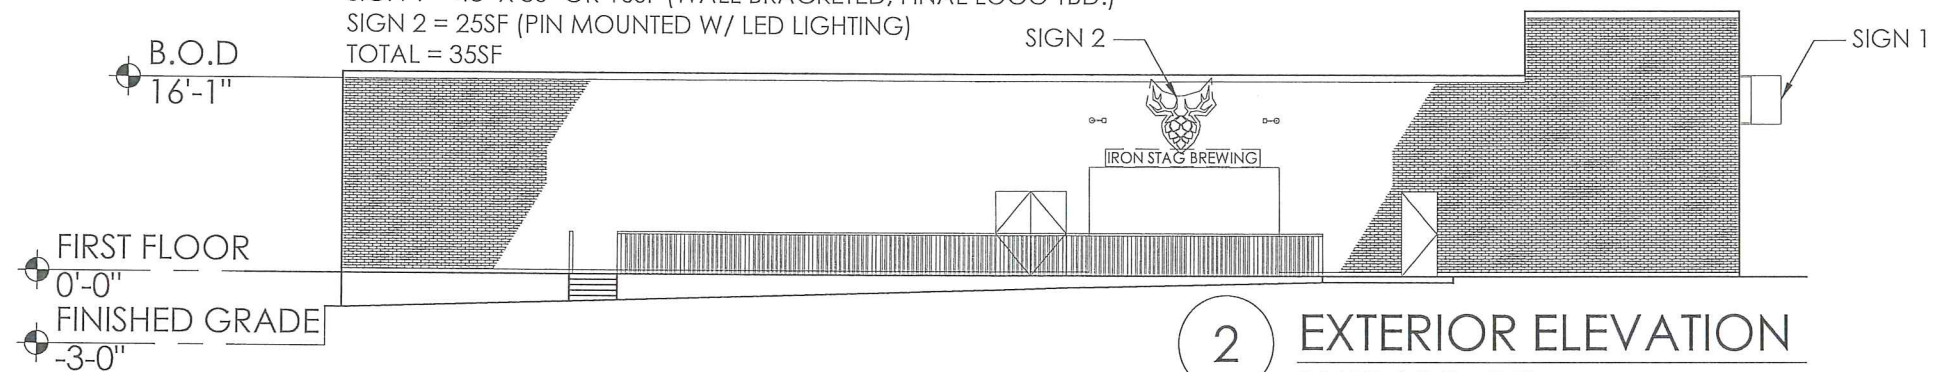 SIGN 2 = 25SF (PIN MOUNTED W/ LED LIGHTING)
TOTAL = 35SF
SIGN 2
SIGN 1
B.O.D
16'-1"
IRON STAG BREWING
FIRST FLOOR
0'-0"
FINISHED GRADE
-3-0"
2
EXTERIOR ELEVATION